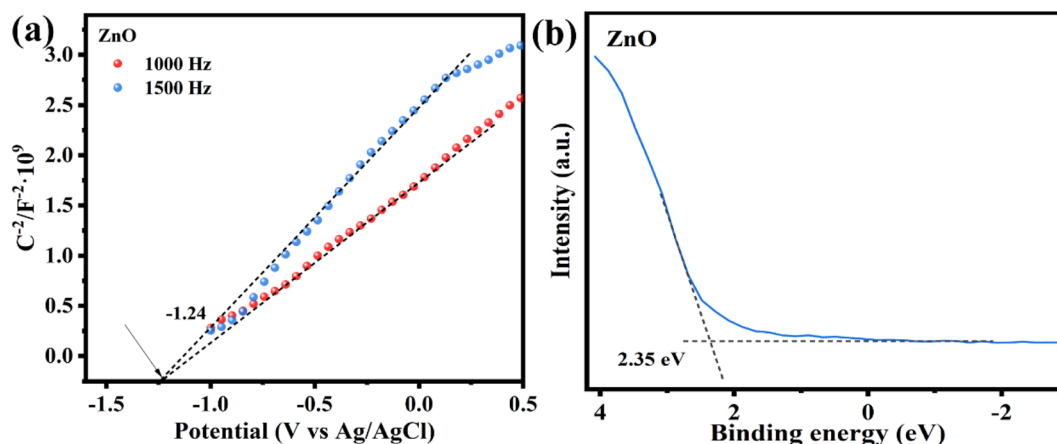 (a)
ZnO
1000 Hz
1500 Hz
C⁻²/F⁻²·10⁹
3.0
2.5
2.0
1.5
1.0
0.5
0.0
-1.24
-1.5 -1.0 -0.5 0.0 0.5
Potential (V vs Ag/AgCl)
(b)
ZnO
Intensity (a.u.)
2.35 eV
4 2 0 -2
Binding energy (eV)